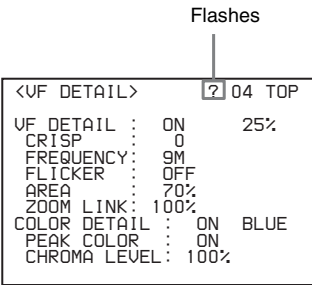 Flashes
<VF DETAIL> ? 04 TOP
VF DETAIL : ON 25%
CRISP : 0
FREQUENCY: 9M
FLICKER : OFF
AREA : 70%
ZOOM LINK: 100%
COLOR DETAIL : ON BLUE
PEAK COLOR : ON
CHROMA LEVEL: 100%